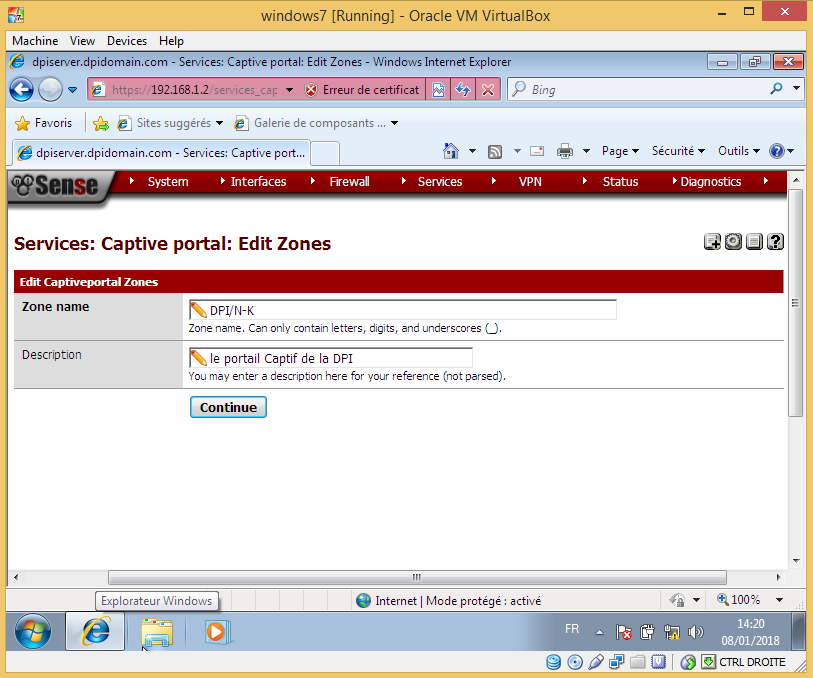 windows7 [Running] - Oracle VM VirtualBox
Machine View Devices Help
dpiserver.dpidomain.com - Services: Captive portal: Edit Zones - Windows Internet Explorer
https://192.168.1.2/services_cap Erreur de certificat Bing
Favoris Sites suggérés Galerie de composants ...
dpiserver.dpidomain.com - Services: Captive port... Page Sécurité Outils
Sense System Interfaces Firewall Services VPN Status Diagnostics
Services: Captive portal: Edit Zones
Edit Captiveportal Zones
Zone name DPI/N-K
Zone name. Can only contain letters, digits, and underscores (_).
Description le portail Captif de la DPI
You may enter a description here for your reference (not parsed).
Continue
Explorateur Windows Internet | Mode protégé : activé 100%
FR 14:20
08/01/2018
CTRL DROITE